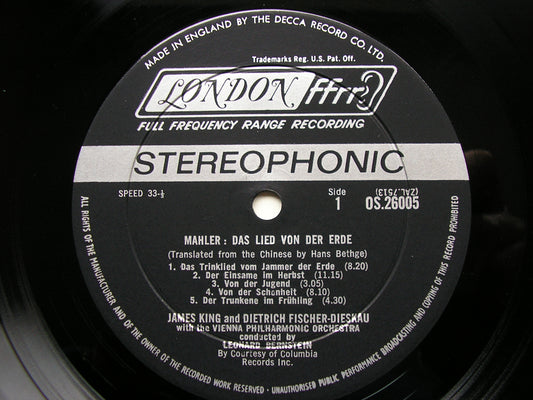 MADE IN ENGLAND BY THE DECCA RECORD CO. LTD.
Trademarks Reg. U.S. Pat. Off.
LONDON ffrr
FULL FREQUENCY RANGE RECORDING
STEREOPHONIC
SPEED 33-⅓
Side
1
(ZAL.7513)
OS.26005
MAHLER: DAS LIED VON DER ERDE
(Translated from the Chinese by Hans Bethge)
1. Das Trinklied vom Jammer der Erde (8.20)
2. Der Einsame im Herbst (11.15)
3. Von der Jugend (3.05)
4. Von der Schonheit (8.10)
5. Der Trunkene im Frühling (4.30)
JAMES KING and DIETRICH FISCHER-DIESKAU
with the VIENNA PHILHARMONIC ORCHESTRA
conducted by
LEONARD BERNSTEIN
By Courtesy of Columbia
Records Inc.
ALL RIGHTS OF THE MANUFACTURER AND OF THE OWNER OF THE RECORDED WORK RESERVED · UNAUTHORISED PUBLIC PERFORMANCE BROADCASTING AND COPYING OF THIS RECORD PROHIBITED